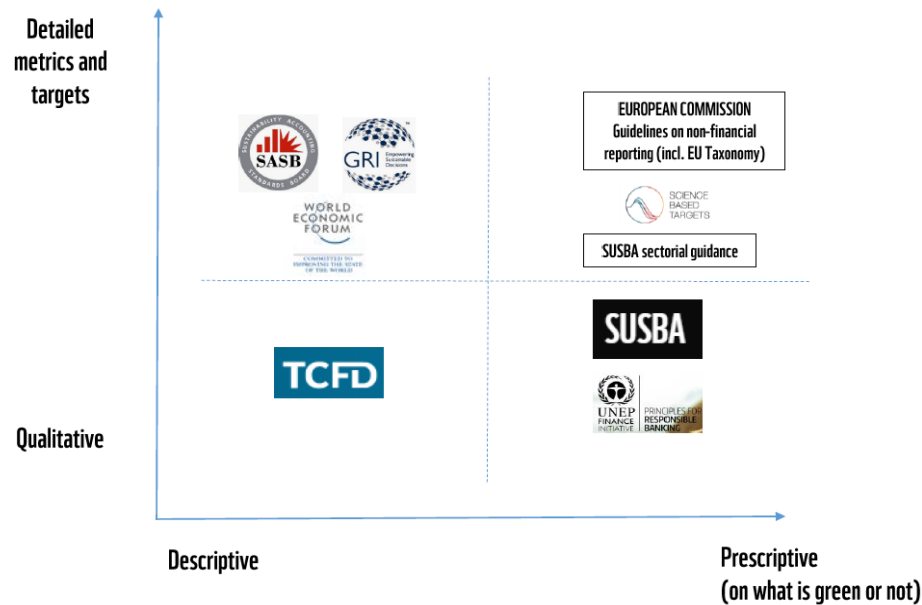 Detailed
metrics and
targets
EUROPEAN COMMISSION
Guidelines on non-financial
reporting (incl. EU Taxonomy)
SUSTAINABILITY ACCOUNTING
SASB
STANDARDS BOARD
GRI
Empowering
Sustainable
Decisions
SCIENCE
BASED
TARGETS
WORLD
ECONOMIC
FORUM
COMMITTED TO
IMPROVING THE STATE
OF THE WORLD
SUSBA sectorial guidance
SUSBA
TCFD
UNEP
FINANCE
INITIATIVE
PRINCIPLES FOR
RESPONSIBLE
BANKING
Qualitative
Descriptive
Prescriptive
(on what is green or not)